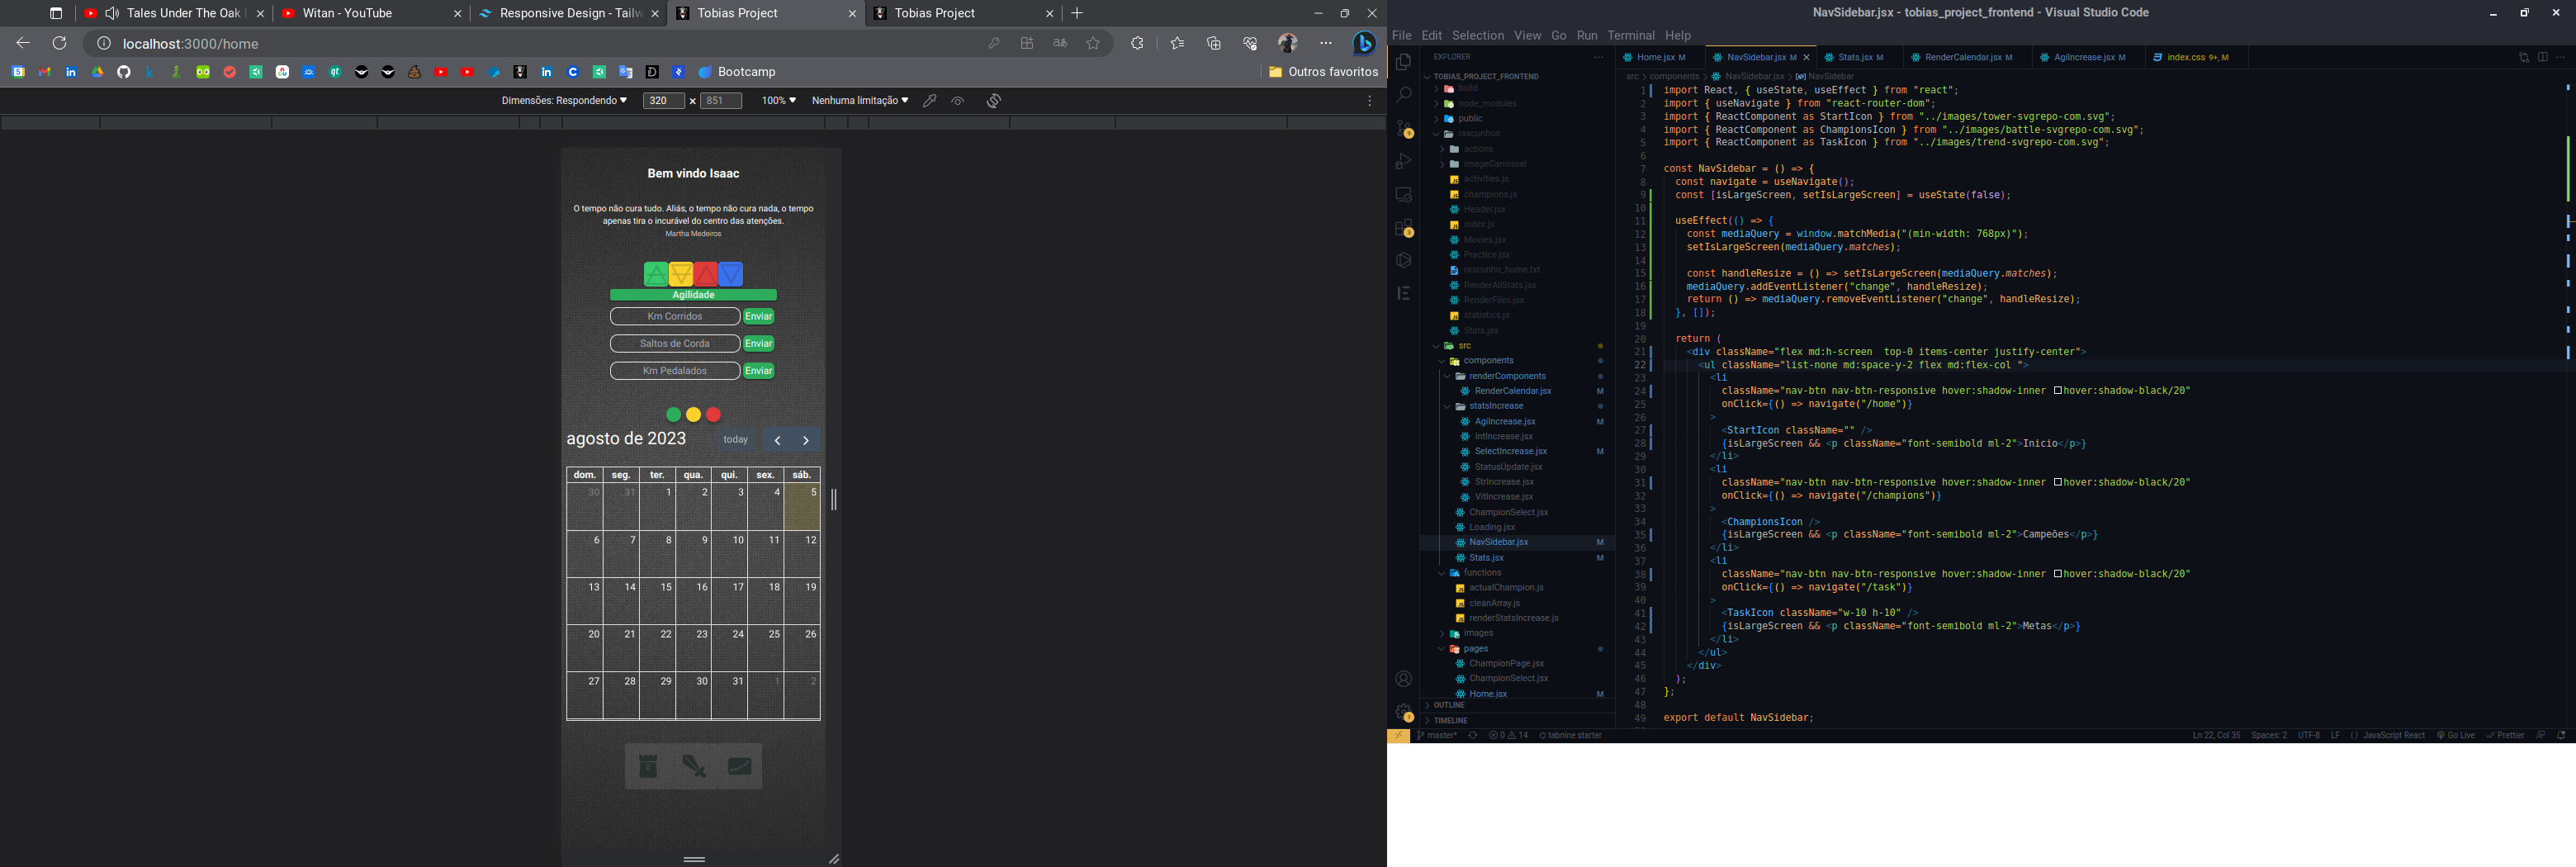 Tales Under The Oak
Witan - YouTube
Responsive Design - Tailw
Tobias Project
Tobias Project
localhost:3000/home
Bootcamp
Outros favoritos
Dimensões: Respondendo
320
×
851
100%
Nenhuma limitação
Bem vindo Isaac
O tempo não cura tudo. Aliás, o tempo não cura nada, o tempo
apenas tira o incurável do centro das atenções.
Martha Medeiros
Agilidade
Km Corridos Enviar
Saltos de Corda Enviar
Km Pedalados Enviar
agosto de 2023 today
dom. seg. ter. qua. qui. sex. sáb.
30 31 1 2 3 4 5
6 7 8 9 10 11 12
13 14 15 16 17 18 19
20 21 22 23 24 25 26
27 28 29 30 31 1 2
NavSidebar.jsx - tobias_project_frontend - Visual Studio Code
File Edit Selection View Go Run Terminal Help
EXPLORER
TOBIAS_PROJECT_FRONTEND
build
node_modules
public
rascunhos
actions
imageCarrossel
activities.js
champions.js
Header.jsx
index.js
Movies.jsx
Practice.jsx
rascunho_home.txt
RenderAllStats.jsx
RenderFiles.jsx
statistics.js
Stats.jsx
src
components
renderComponents
RenderCalendar.jsx M
statsIncrease
AgiIncrease.jsx M
IntIncrease.jsx
SelectIncrease.jsx M
StatusUpdate.jsx
StrIncrease.jsx
VitIncrease.jsx
ChampionSelect.jsx
Loading.jsx
NavSidebar.jsx M
Stats.jsx M
functions
actualChampion.js
cleanArray.js
renderStatsIncrease.js
images
pages
ChampionPage.jsx
ChampionSelect.jsx
Home.jsx M
OUTLINE
TIMELINE
Home.jsx M
NavSidebar.jsx M
Stats.jsx M
RenderCalendar.jsx M
AgiIncrease.jsx M
index.css 9+, M
src > components > NavSidebar.jsx > NavSidebar
1 import React, { useState, useEffect } from "react";
2 import { useNavigate } from "react-router-dom";
3 import { ReactComponent as StartIcon } from "../images/tower-svgrepo-com.svg";
4 import { ReactComponent as ChampionsIcon } from "../images/battle-svgrepo-com.svg";
5 import { ReactComponent as TaskIcon } from "../images/trend-svgrepo-com.svg";
6
7 const NavSidebar = () => {
8 const navigate = useNavigate();
9 const [isLargeScreen, setIsLargeScreen] = useState(false);
10
11 useEffect(() => {
12 const mediaQuery = window.matchMedia("(min-width: 768px)");
13 setIsLargeScreen(mediaQuery.matches);
14
15 const handleResize = () => setIsLargeScreen(mediaQuery.matches);
16 mediaQuery.addEventListener("change", handleResize);
17 return () => mediaQuery.removeEventListener("change", handleResize);
18 }, []);
19
20 return (
21 <div className="flex md:h-screen  top-0 items-center justify-center">
22 <ul className="list-none md:space-y-2 flex md:flex-col ">
23 <li
24 className="nav-btn nav-btn-responsive hover:shadow-inner hover:shadow-black/20"
25 onClick={() => navigate("/home")}
26 >
27 <StartIcon className="" />
28 {isLargeScreen && <p className="font-semibold ml-2">Inicio</p>}
29 </li>
30 <li
31 className="nav-btn nav-btn-responsive hover:shadow-inner hover:shadow-black/20"
32 onClick={() => navigate("/champions")}
33 >
34 <ChampionsIcon />
35 {isLargeScreen && <p className="font-semibold ml-2">Campeões</p>}
36 </li>
37 <li
38 className="nav-btn nav-btn-responsive hover:shadow-inner hover:shadow-black/20"
39 onClick={() => navigate("/task")}
40 >
41 <TaskIcon className="w-10 h-10" />
42 {isLargeScreen && <p className="font-semibold ml-2">Metas</p>}
43 </li>
44 </ul>
45 </div>
46 );
47 };
48
49 export default NavSidebar;
master* 0 14 tabnine starter
Ln 22, Col 35 Spaces: 2 UTF-8 LF JavaScript React Go Live Prettier